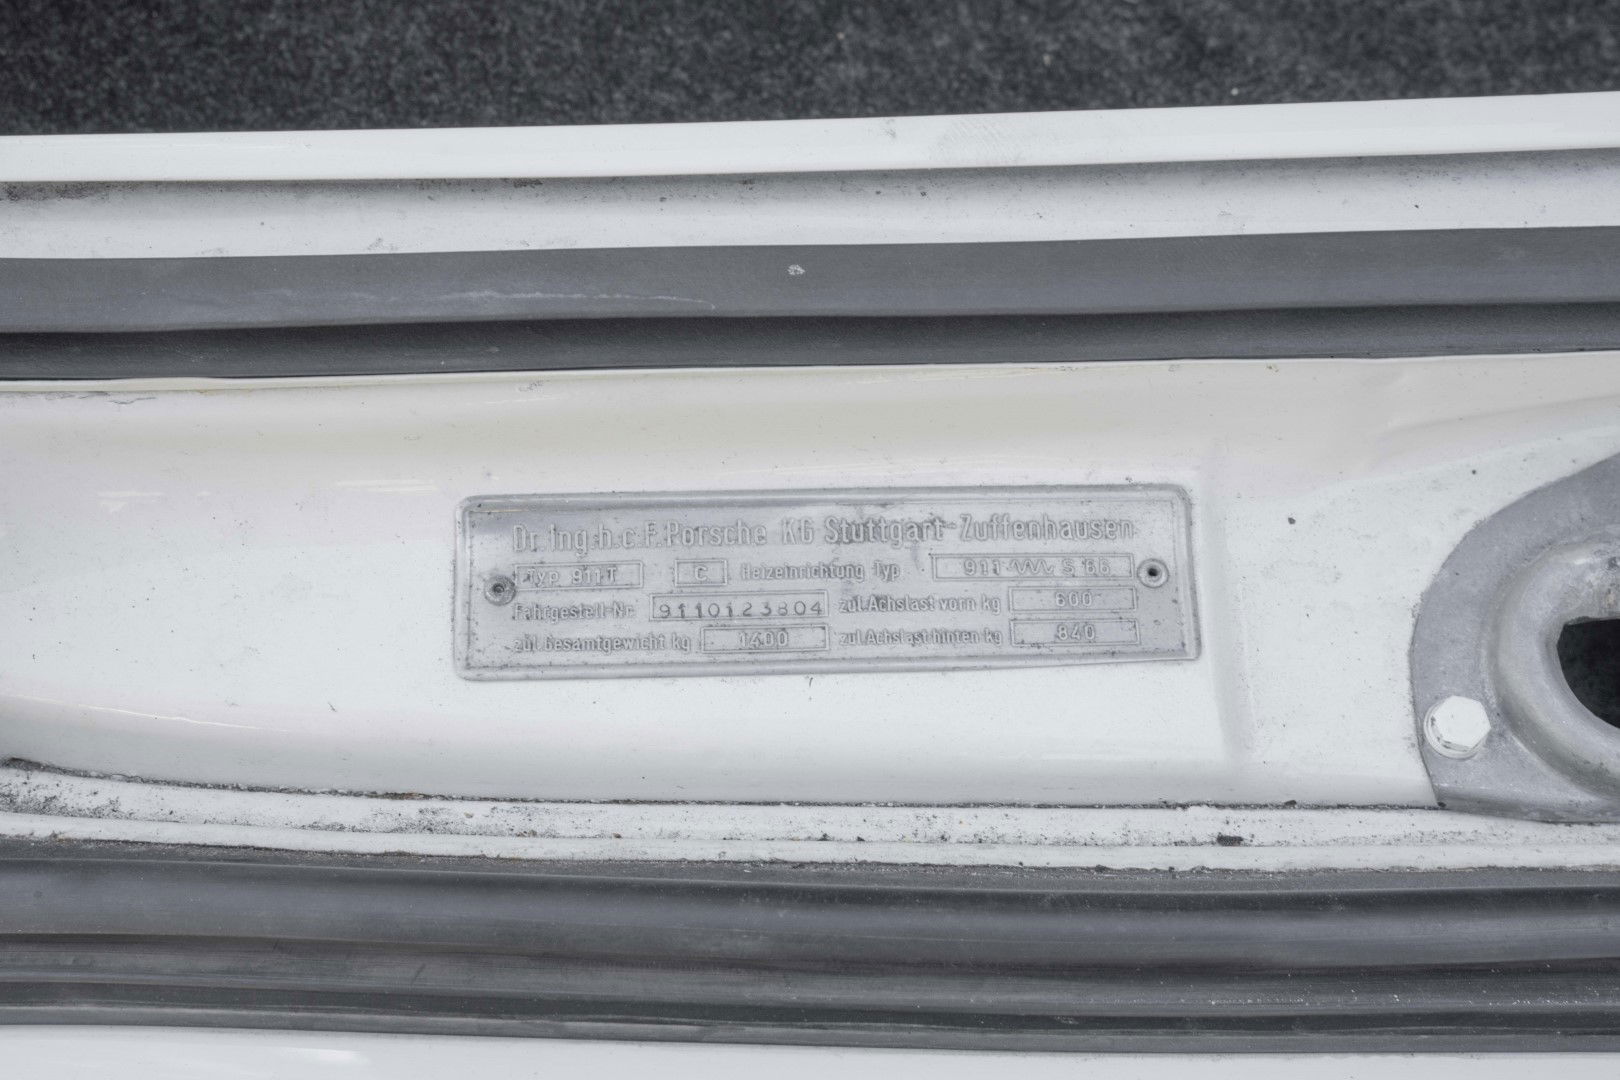 Dr. Ing. h. c. F. Porsche KG Stuttgart-Zuffenhausen
Typ 911T C Heizeinrichtung Typ 911 S 66
Fahrgestell-Nr. 9110123804 zul. Achslast vorn kg 600
zul. Gesamtgewicht kg 1400 zul. Achslast hinten kg 840